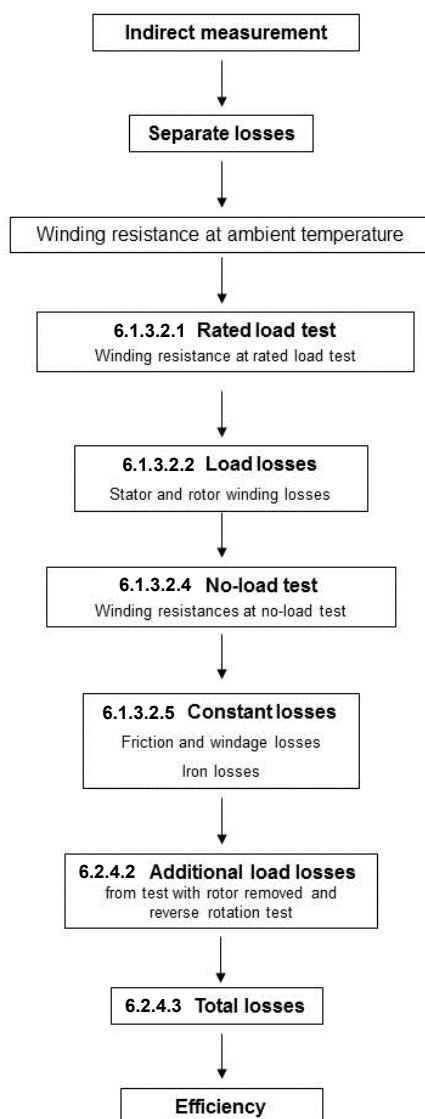 Indirect measurement
Separate losses
Winding resistance at ambient temperature
6.1.3.2.1 Rated load test
Winding resistance at rated load test
6.1.3.2.2 Load losses
Stator and rotor winding losses
6.1.3.2.4 No-load test
Winding resistances at no-load test
6.1.3.2.5 Constant losses
Friction and windage losses
Iron losses
6.2.4.2 Additional load losses
from test with rotor removed and
reverse rotation test
6.2.4.3 Total losses
Efficiency